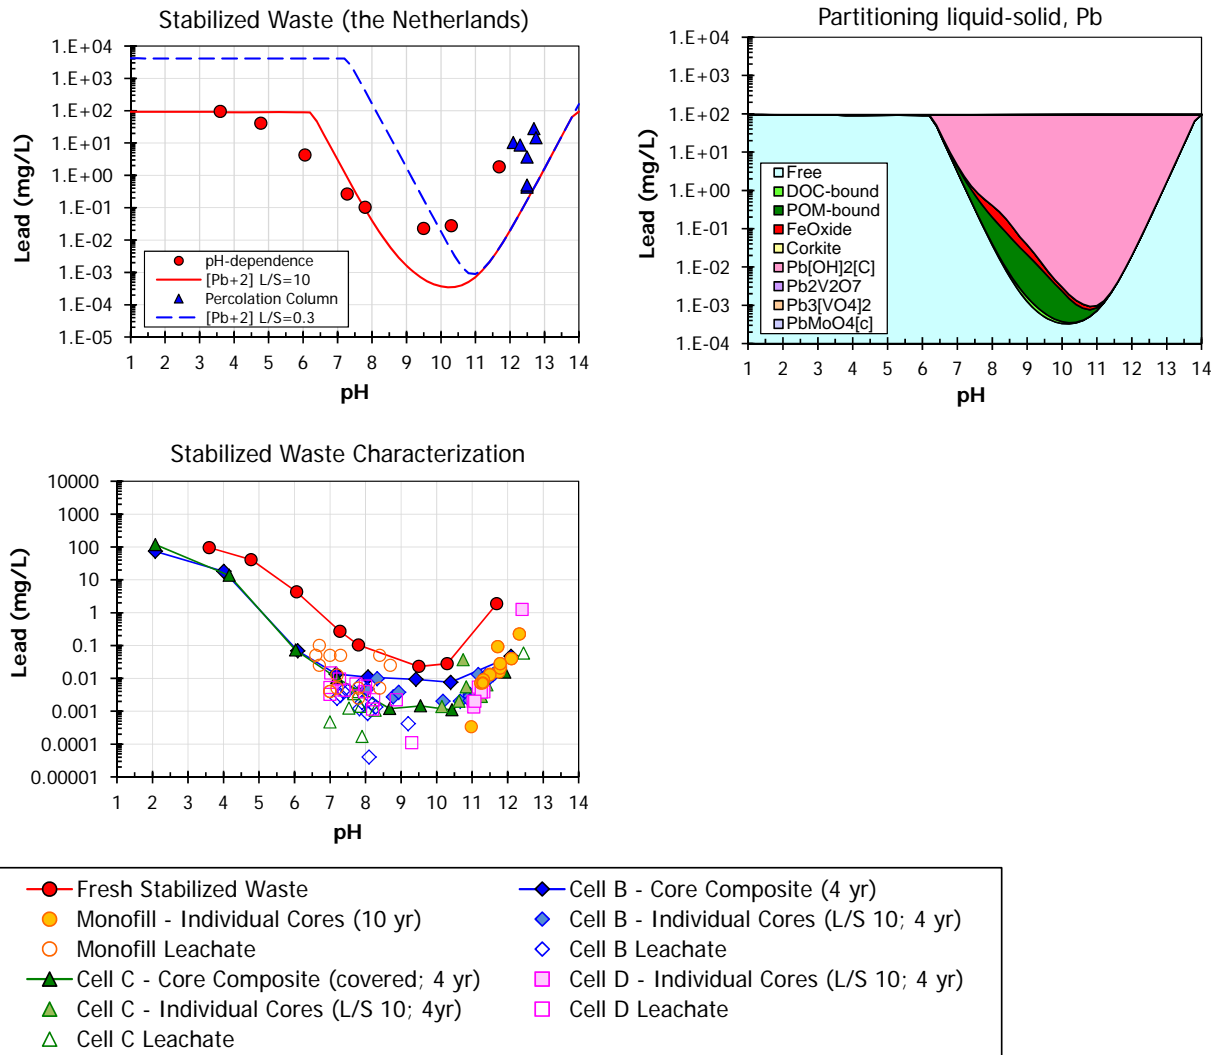 Stabilized Waste (the Netherlands)
1.E+04
1.E+03
1.E+02
1.E+01
1.E+00
1.E-01
1.E-02
1.E-03
1.E-04
1.E-05
Lead (mg/L)
pH-dependence
[Pb+2] L/S=10
Percolation Column
[Pb+2] L/S=0.3
1 2 3 4 5 6 7 8 9 10 11 12 13 14
pH
Partitioning liquid-solid, Pb
1.E+04
1.E+03
1.E+02
1.E+01
1.E+00
1.E-01
1.E-02
1.E-03
1.E-04
Lead (mg/L)
Free
DOC-bound
POM-bound
FeOxide
Corkite
Pb[OH]2[C]
Pb2V2O7
Pb3[VO4]2
PbMoO4[c]
1 2 3 4 5 6 7 8 9 10 11 12 13 14
pH
Stabilized Waste Characterization
10000
1000
100
10
1
0.1
0.01
0.001
0.0001
0.00001
Lead (mg/L)
1 2 3 4 5 6 7 8 9 10 11 12 13 14
pH
Fresh Stabilized Waste
Monofill - Individual Cores (10 yr)
Monofill Leachate
Cell C - Core Composite (covered; 4 yr)
Cell C - Individual Cores (L/S 10; 4yr)
Cell C Leachate
Cell B - Core Composite (4 yr)
Cell B - Individual Cores (L/S 10; 4 yr)
Cell B Leachate
Cell D - Individual Cores (L/S 10; 4 yr)
Cell D Leachate